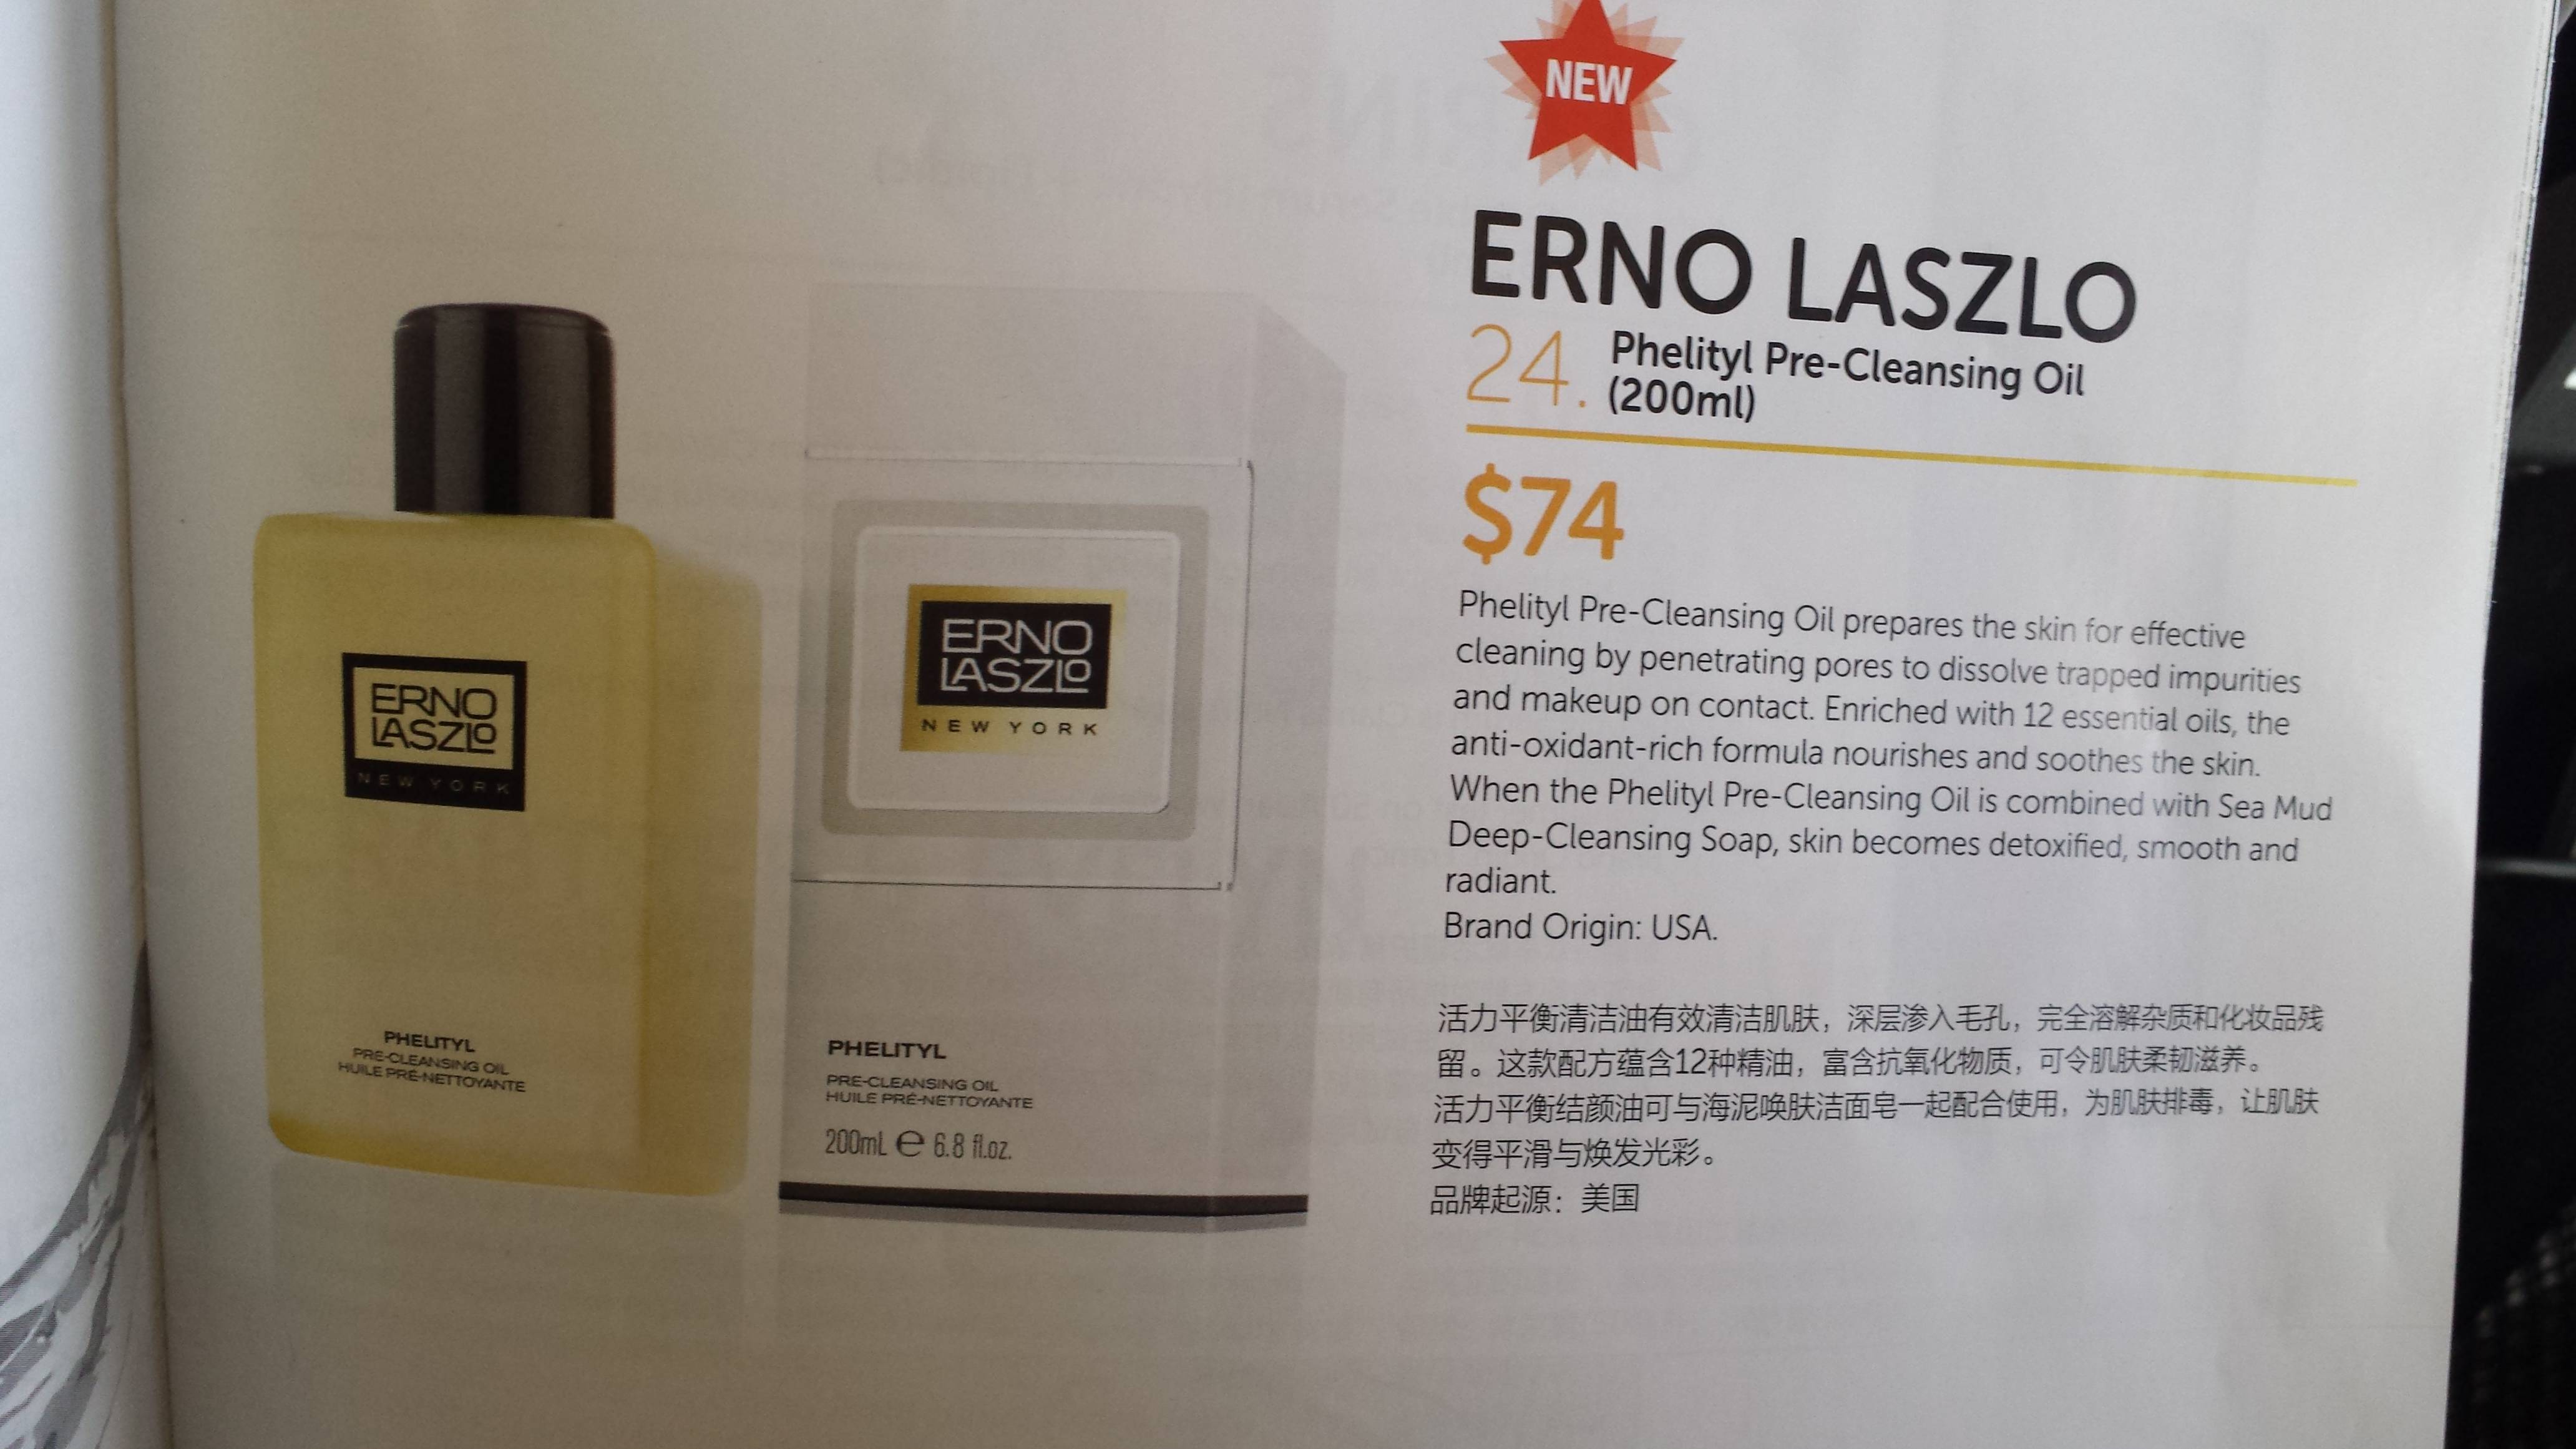 NEW
ERNO LASZLO
24. Phelityl Pre-Cleansing Oil
(200ml)
$74
Phelityl Pre-Cleansing Oil prepares the skin for effective
cleaning by penetrating pores to dissolve trapped impurities
and makeup on contact. Enriched with 12 essential oils, the
anti-oxidant-rich formula nourishes and soothes the skin.
When the Phelityl Pre-Cleansing Oil is combined with Sea Mud
Deep-Cleansing Soap, skin becomes detoxified, smooth and
radiant.
Brand Origin: USA.
活力平衡清洁油有效清洁肌肤，深层渗入毛孔，完全溶解杂质和化妆品残
留。这款配方蕴含12种精油，富含抗氧化物质，可令肌肤柔韧滋养。
活力平衡结颜油可与海泥唤肤洁面皂一起配合使用，为肌肤排毒，让肌肤
变得平滑与焕发光彩。
品牌起源：美国
ERNO
LASZLO
NEW YORK
PHELITYL
PRE-CLEANSING OIL
HUILE PRÉ-NETTOYANTE
ERNO
LASZLO
NEW YORK
PHELITYL
PRE-CLEANSING OIL
HUILE PRÉ-NETTOYANTE
200mL ℮ 6.8 fl.oz.